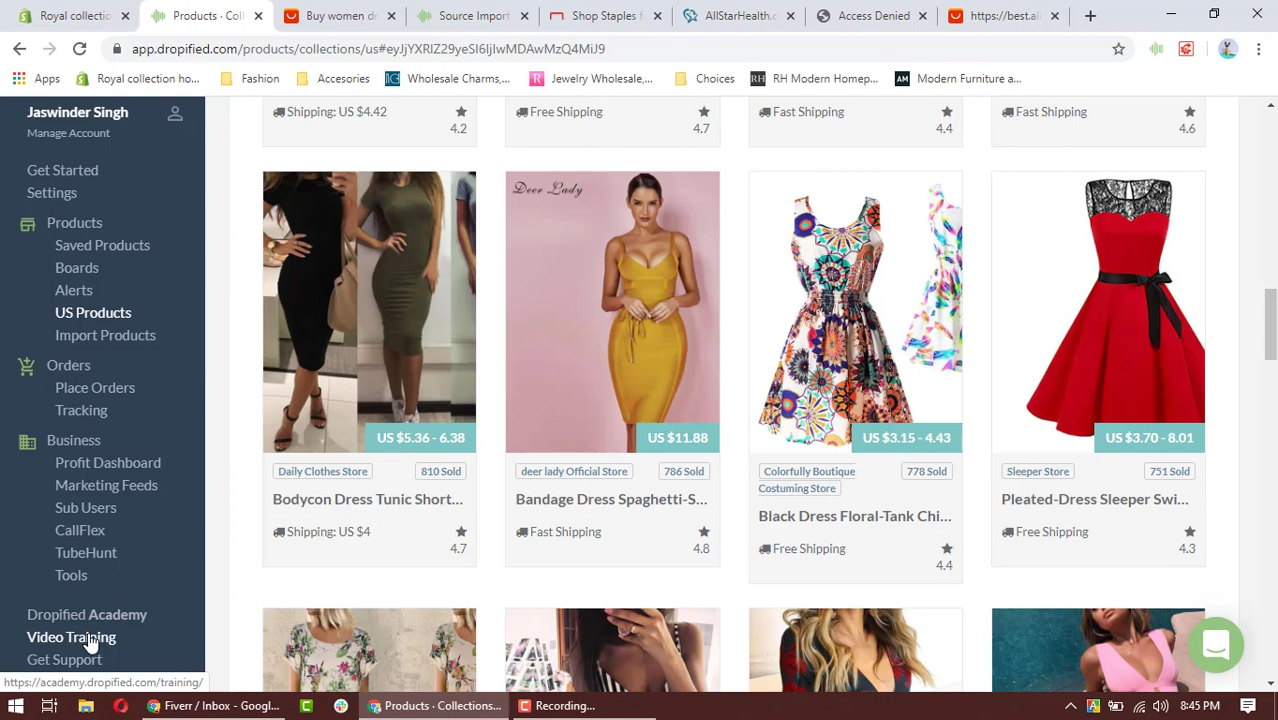 Royal collection home
Products · Coll
Buy women dr
Source Import
Shop Staples fo
AllStarHealth.c
Access Denied
https://best.ali
app.dropified.com/products/collections/us#eyJjYXRlZ29yeSI6IjIwMDAwMzQ4MiJ9
Apps
Royal collection ho...
Fashion
Accesories
Wholesale Charms,...
Jewelry Wholesale,...
Choices
RH Modern Homep...
Modern Furniture a...
Jaswinder Singh
Manage Account
Get Started
Settings
Products
Saved Products
Boards
Alerts
US Products
Import Products
Orders
Place Orders
Tracking
Business
Profit Dashboard
Marketing Feeds
Sub Users
CallFlex
TubeHunt
Tools
Dropified Academy
Video Training
Get Support
https://academy.dropified.com/training/
Shipping: US $4.42
4.2
Free Shipping
4.7
Fast Shipping
4.4
Fast Shipping
4.6
US $5.36 - 6.38
Daily Clothes Store
810 Sold
Bodycon Dress Tunic Short...
Shipping: US $4
4.7
Deer Lady
US $11.88
deer lady Official Store
786 Sold
Bandage Dress Spaghetti-S...
Fast Shipping
4.8
US $3.15 - 4.43
Colorfully Boutique
Costuming Store
778 Sold
Black Dress Floral-Tank Chi...
Free Shipping
4.4
US $3.70 - 8.01
Sleeper Store
751 Sold
Pleated-Dress Sleeper Swi...
Free Shipping
4.3
Fiverr / Inbox - Googl...
Products · Collections...
Recording...
8:45 PM